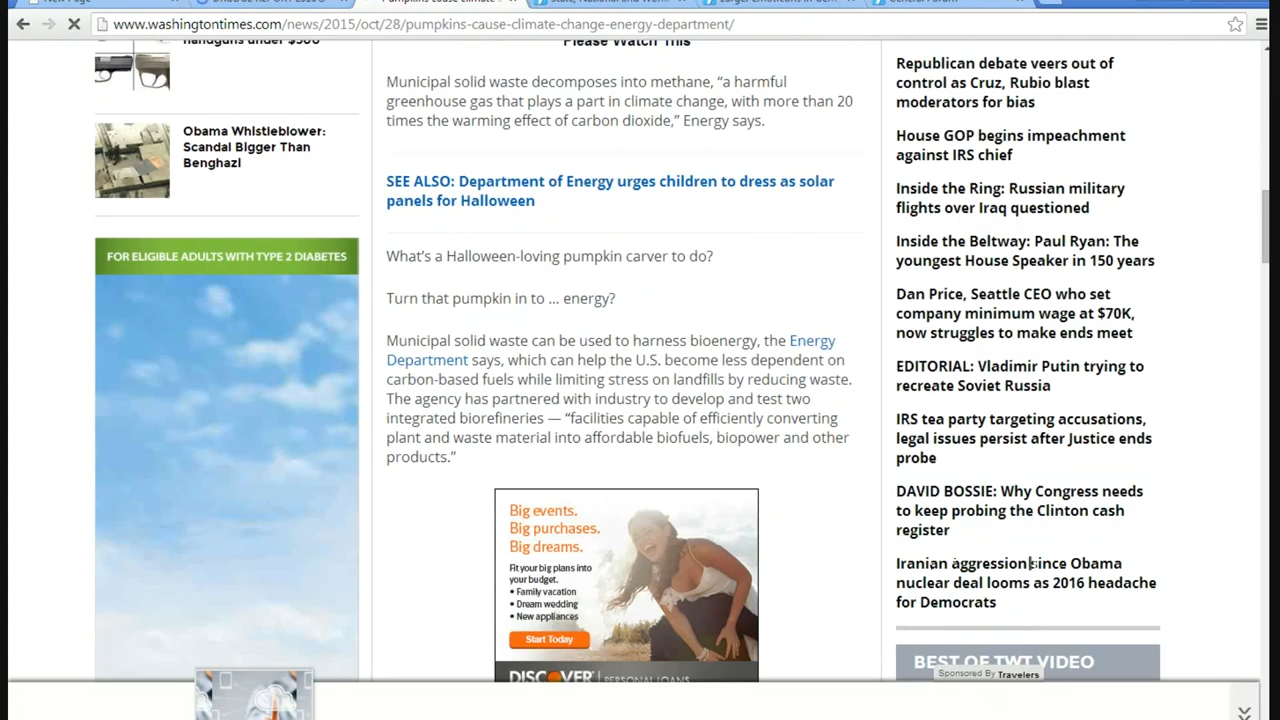 New Page
DRUDGE REPORT 2015®
Pumpkins cause climate
State, National and World
General Forum
www.washingtontimes.com/news/2015/oct/28/pumpkins-cause-climate-change-energy-department/
handguns under $500
Obama Whistleblower:
Scandal Bigger Than
Benghazi
FOR ELIGIBLE ADULTS WITH TYPE 2 DIABETES
Please Watch This
Municipal solid waste decomposes into methane, “a harmful
greenhouse gas that plays a part in climate change, with more than 20
times the warming effect of carbon dioxide,” Energy says.
SEE ALSO: Department of Energy urges children to dress as solar
panels for Halloween
What’s a Halloween-loving pumpkin carver to do?
Turn that pumpkin in to ... energy?
Municipal solid waste can be used to harness bioenergy, the Energy
Department says, which can help the U.S. become less dependent on
carbon-based fuels while limiting stress on landfills by reducing waste.
The agency has partnered with industry to develop and test two
integrated biorefineries — “facilities capable of efficiently converting
plant and waste material into affordable biofuels, biopower and other
products.”
Big events.
Big purchases.
Big dreams.
Fit your big plans into
your budget.
• Family vacation
• Dream wedding
• New appliances
Start Today
DISCOVER PERSONAL LOANS
Republican debate veers out of
control as Cruz, Rubio blast
moderators for bias
House GOP begins impeachment
against IRS chief
Inside the Ring: Russian military
flights over Iraq questioned
Inside the Beltway: Paul Ryan: The
youngest House Speaker in 150 years
Dan Price, Seattle CEO who set
company minimum wage at $70K,
now struggles to make ends meet
EDITORIAL: Vladimir Putin trying to
recreate Soviet Russia
IRS tea party targeting accusations,
legal issues persist after Justice ends
probe
DAVID BOSSIE: Why Congress needs
to keep probing the Clinton cash
register
Iranian aggression since Obama
nuclear deal looms as 2016 headache
for Democrats
BEST OF TWT VIDEO
Sponsored By Travelers